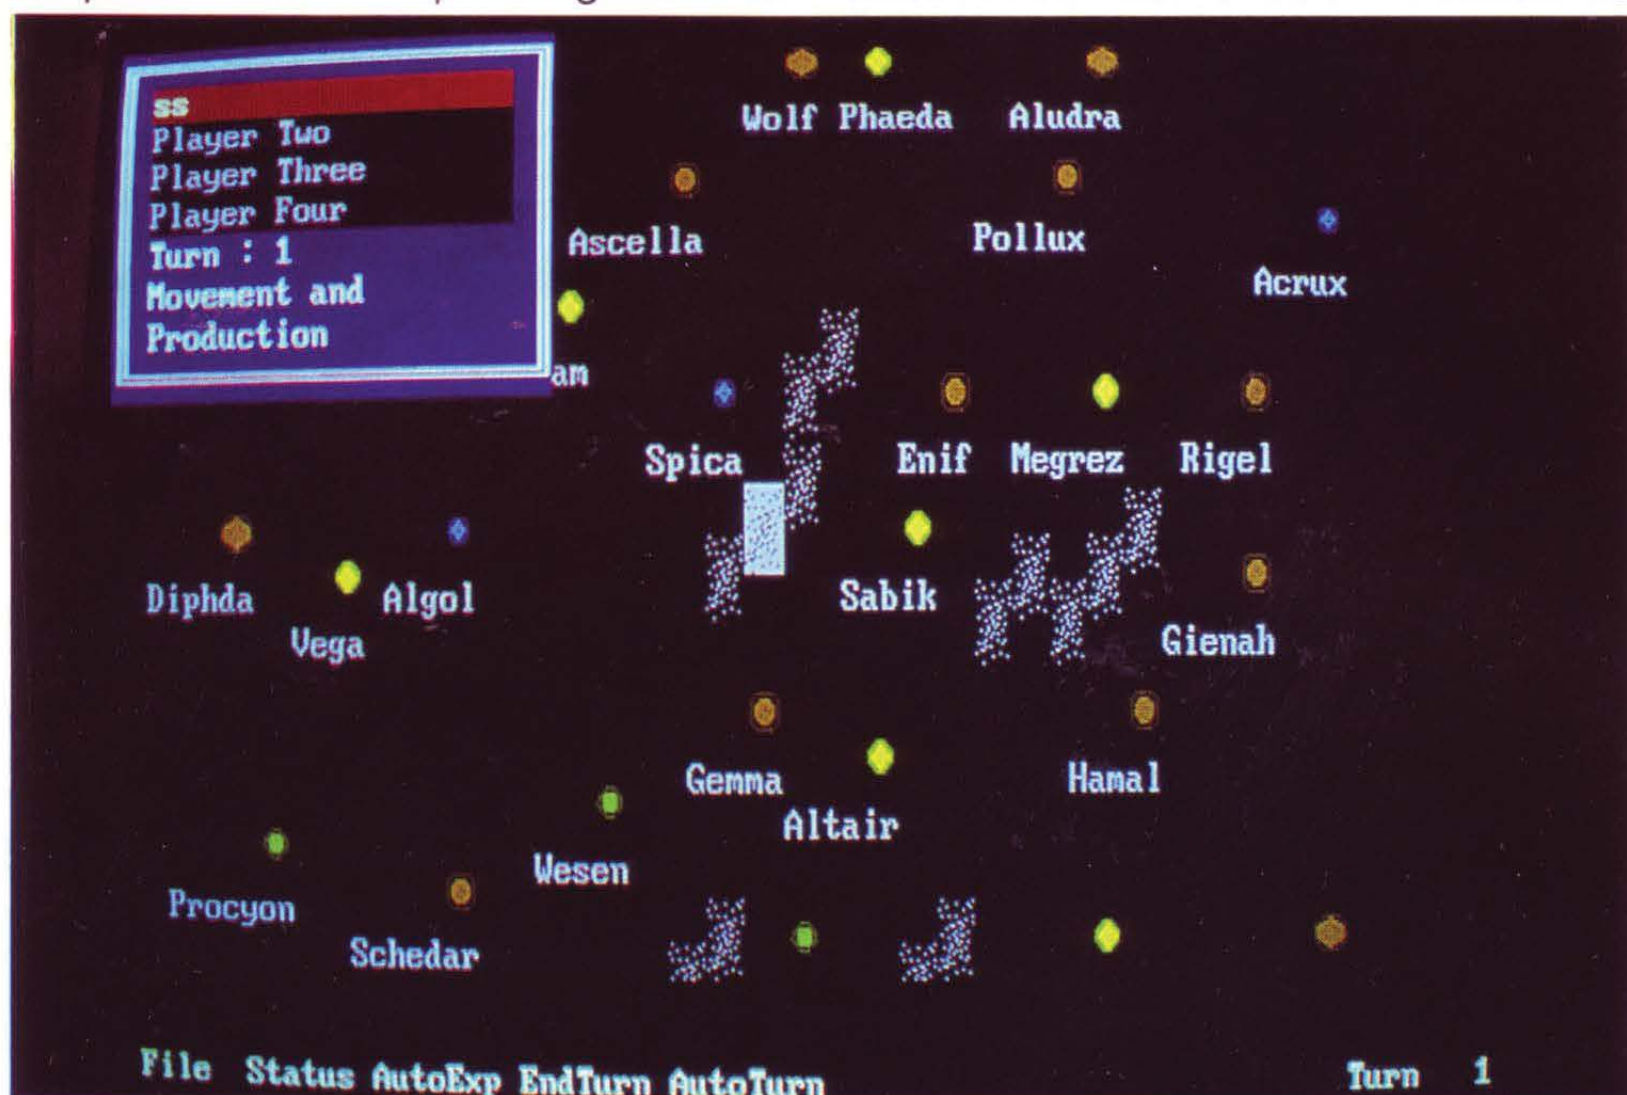 ss
Player Two
Player Three
Player Four
Turn : 1
Movement and
Production
Wolf Phaeda Aludra
Ascella
Pollux
Acrux
am
Spica
Enif Megrez Rigel
Diphda
Algol
Sabik
Vega
Gienah
Gemma
Hamal
Altair
Wesen
Procyon
Schedar
File Status AutoExp EndTurn AutoTurn
Turn 1